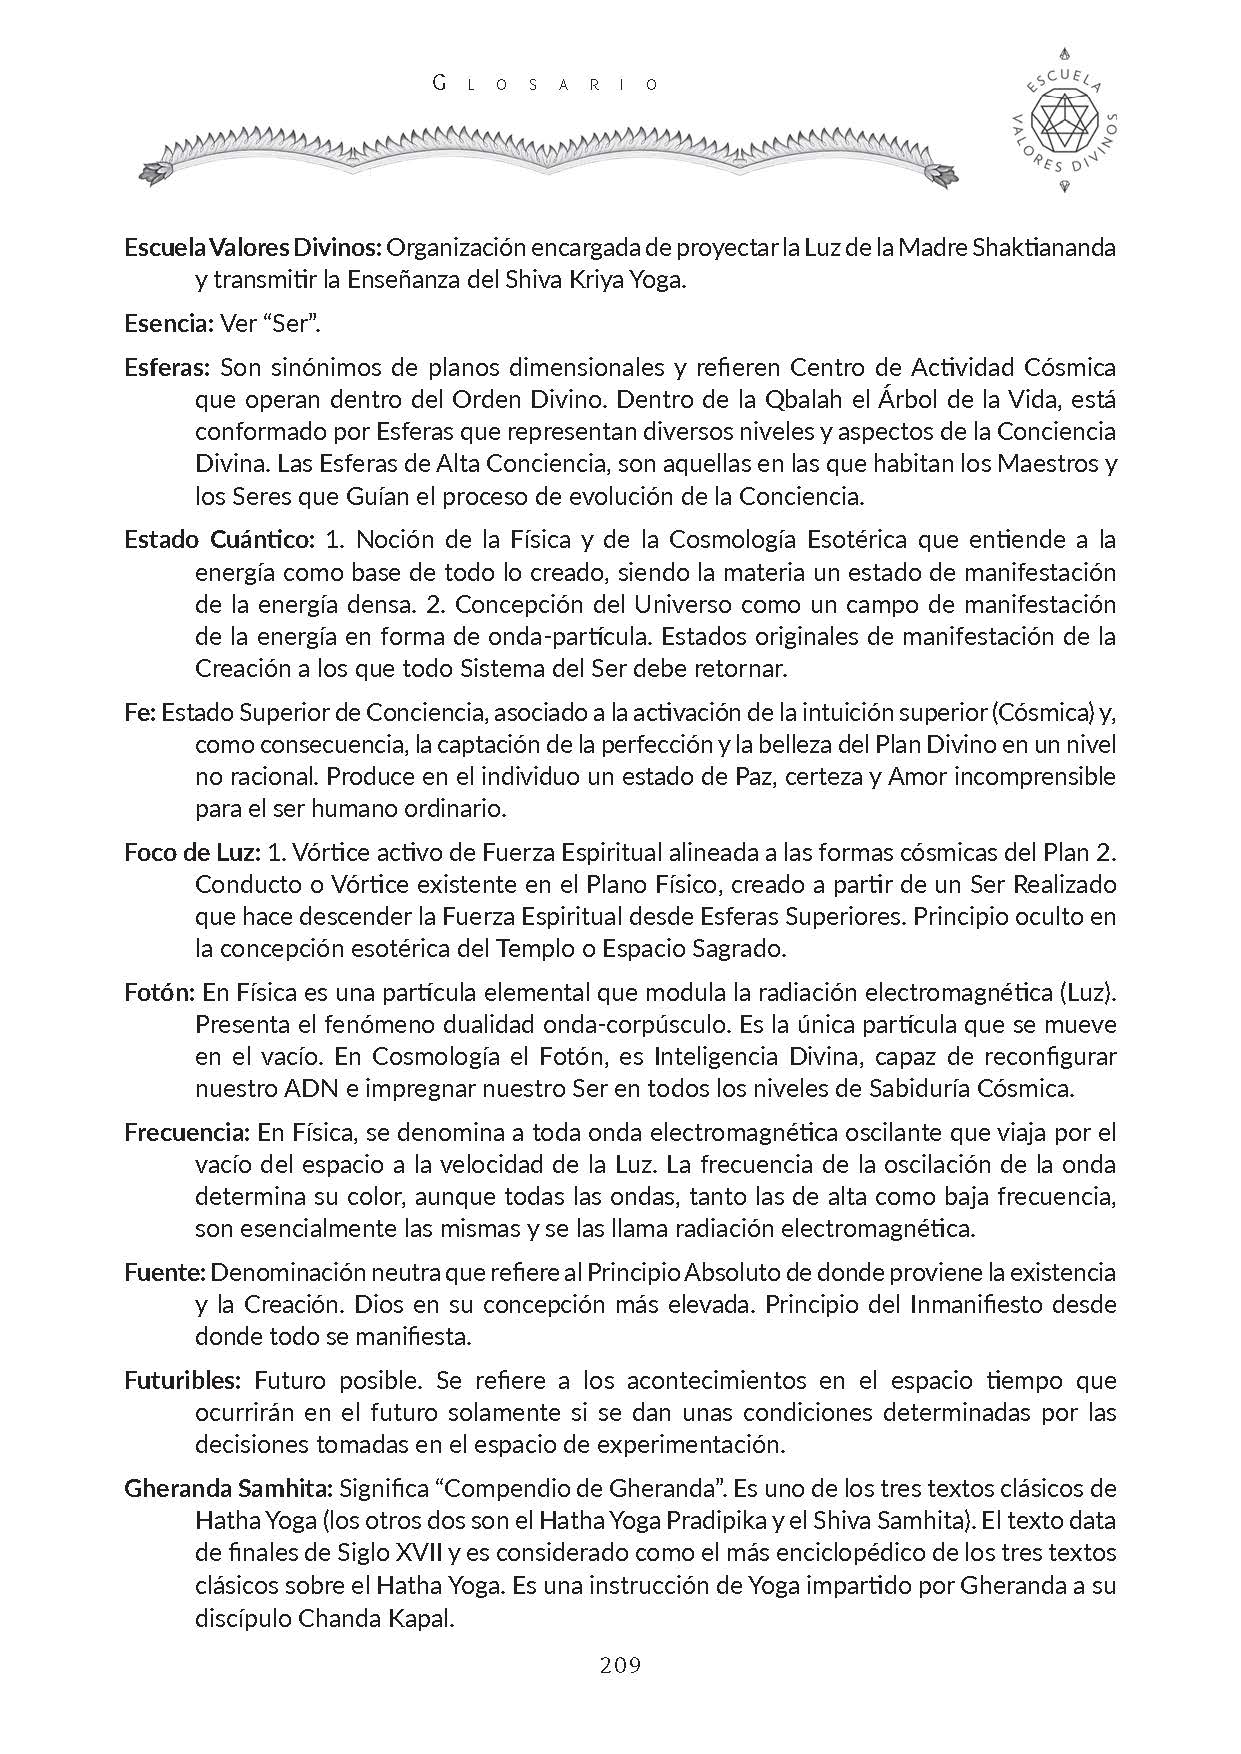 Glosario
ESCUELA
VALORES DIVINOS
Escuela Valores Divinos: Organización encargada de proyectar la Luz de la Madre Shaktiananda
y transmitir la Enseñanza del Shiva Kriya Yoga.
Esencia: Ver “Ser”.
Esferas: Son sinónimos de planos dimensionales y refieren Centro de Actividad Cósmica
que operan dentro del Orden Divino. Dentro de la Qbalah el Árbol de la Vida, está
conformado por Esferas que representan diversos niveles y aspectos de la Conciencia
Divina. Las Esferas de Alta Conciencia, son aquellas en las que habitan los Maestros y
los Seres que Guían el proceso de evolución de la Conciencia.
Estado Cuántico: 1. Noción de la Física y de la Cosmología Esotérica que entiende a la
energía como base de todo lo creado, siendo la materia un estado de manifestación
de la energía densa. 2. Concepción del Universo como un campo de manifestación
de la energía en forma de onda-partícula. Estados originales de manifestación de la
Creación a los que todo Sistema del Ser debe retornar.
Fe: Estado Superior de Conciencia, asociado a la activación de la intuición superior (Cósmica) y,
como consecuencia, la captación de la perfección y la belleza del Plan Divino en un nivel
no racional. Produce en el individuo un estado de Paz, certeza y Amor incomprensible
para el ser humano ordinario.
Foco de Luz: 1. Vórtice activo de Fuerza Espiritual alineada a las formas cósmicas del Plan 2.
Conducto o Vórtice existente en el Plano Físico, creado a partir de un Ser Realizado
que hace descender la Fuerza Espiritual desde Esferas Superiores. Principio oculto en
la concepción esotérica del Templo o Espacio Sagrado.
Fotón: En Física es una partícula elemental que modula la radiación electromagnética (Luz).
Presenta el fenómeno dualidad onda-corpúsculo. Es la única partícula que se mueve
en el vacío. En Cosmología el Fotón, es Inteligencia Divina, capaz de reconfigurar
nuestro ADN e impregnar nuestro Ser en todos los niveles de Sabiduría Cósmica.
Frecuencia: En Física, se denomina a toda onda electromagnética oscilante que viaja por el
vacío del espacio a la velocidad de la Luz. La frecuencia de la oscilación de la onda
determina su color, aunque todas las ondas, tanto las de alta como baja frecuencia,
son esencialmente las mismas y se las llama radiación electromagnética.
Fuente: Denominación neutra que refiere al Principio Absoluto de donde proviene la existencia
y la Creación. Dios en su concepción más elevada. Principio del Inmanifiesto desde
donde todo se manifiesta.
Futuribles: Futuro posible. Se refiere a los acontecimientos en el espacio tiempo que
ocurrirán en el futuro solamente si se dan unas condiciones determinadas por las
decisiones tomadas en el espacio de experimentación.
Gheranda Samhita: Significa “Compendio de Gheranda”. Es uno de los tres textos clásicos de
Hatha Yoga (los otros dos son el Hatha Yoga Pradipika y el Shiva Samhita). El texto data
de finales de Siglo XVII y es considerado como el más enciclopédico de los tres textos
clásicos sobre el Hatha Yoga. Es una instrucción de Yoga impartido por Gheranda a su
discípulo Chanda Kapal.
209